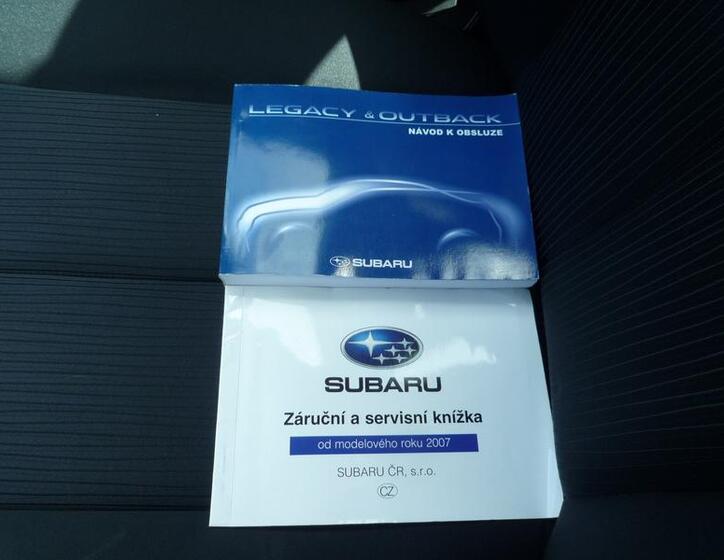 LEGACY & OUTBACK
NÁVOD K OBSLUZE
SUBARU
SUBARU
Záruční a servisní knížka
od modelového roku 2007
SUBARU ČR, s.r.o.
CZ